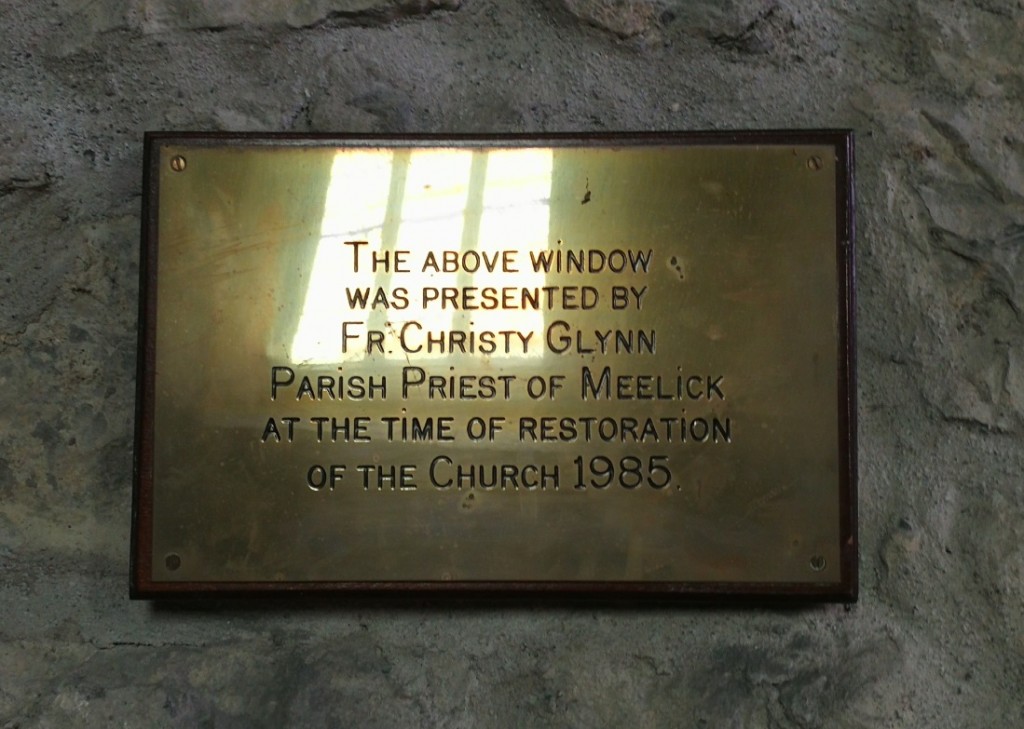 The above window
was presented by
Fr. Christy Glynn
Parish Priest of Meelick
at the time of restoration
of the Church 1985.